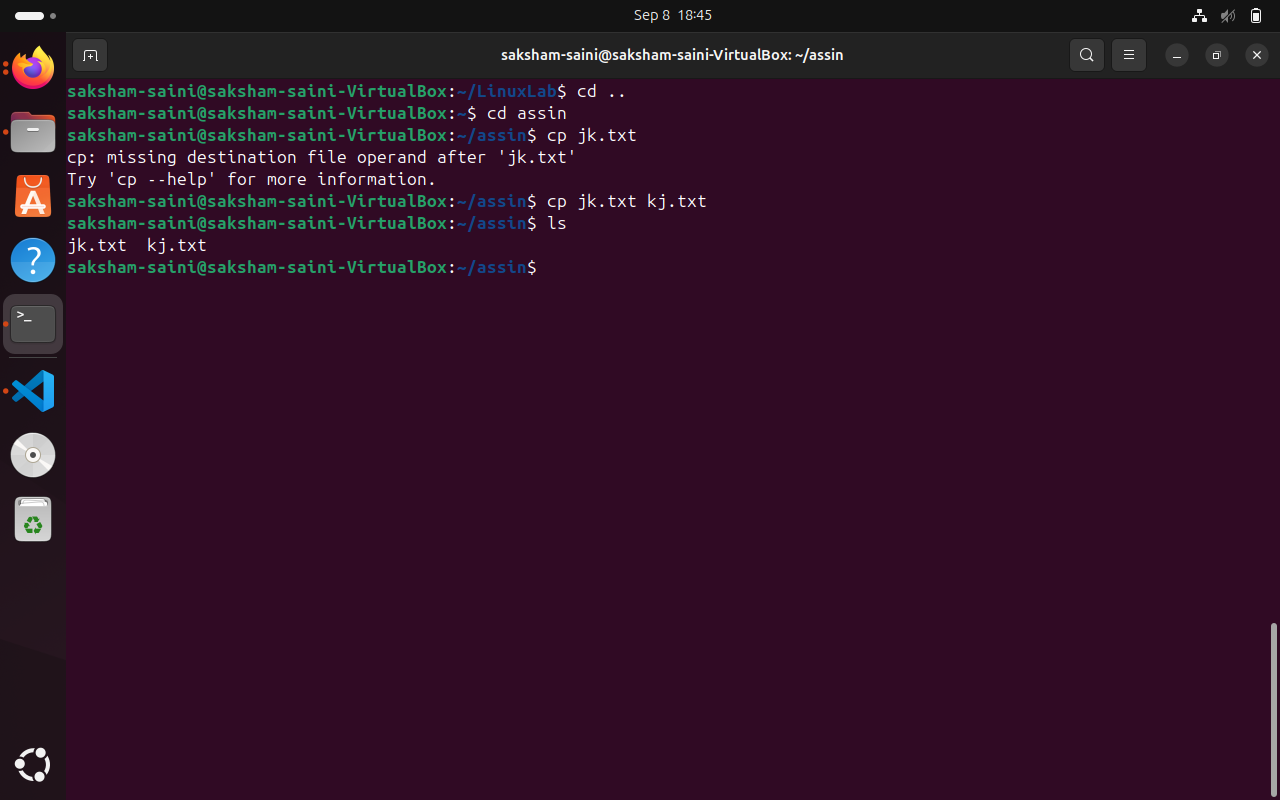 Sep 8 18:45
saksham-saini@saksham-saini-VirtualBox: ~/assin
saksham-saini@saksham-saini-VirtualBox:~/LinuxLab$ cd ..
saksham-saini@saksham-saini-VirtualBox:~$ cd assin
saksham-saini@saksham-saini-VirtualBox:~/assin$ cp jk.txt
cp: missing destination file operand after 'jk.txt'
Try 'cp --help' for more information.
saksham-saini@saksham-saini-VirtualBox:~/assin$ cp jk.txt kj.txt
saksham-saini@saksham-saini-VirtualBox:~/assin$ ls
jk.txt  kj.txt
saksham-saini@saksham-saini-VirtualBox:~/assin$